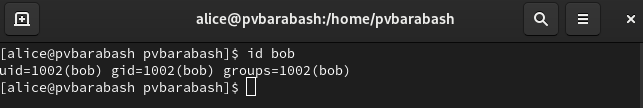 alice@pvbarabash:/home/pvbarabash
[alice@pvbarabash pvbarabash]$ id bob
uid=1002(bob) gid=1002(bob) groups=1002(bob)
[alice@pvbarabash pvbarabash]$